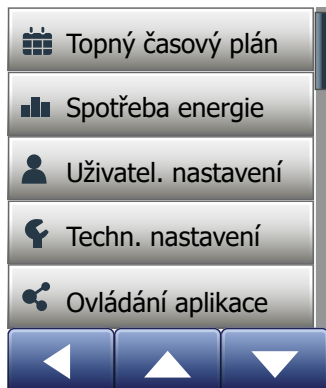 Topný časový plán
Spotřeba energie
Uživatel. nastavení
Techn. nastavení
Ovládání aplikace